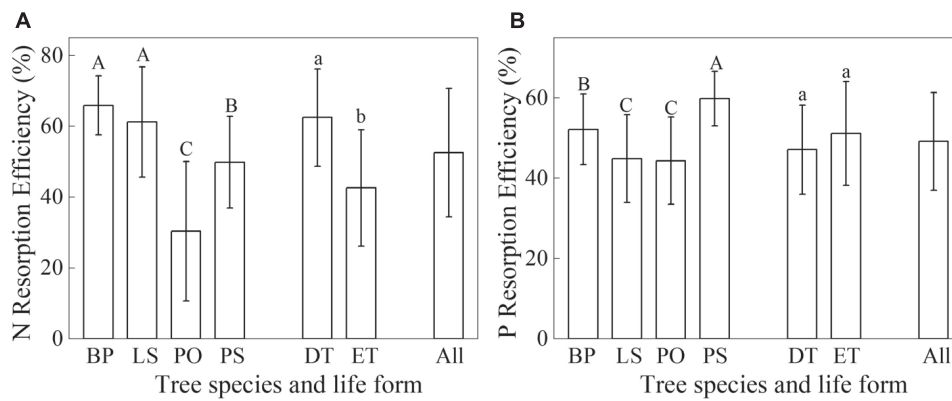 A
N Resorption Efficiency (%)
80
60
40
20
0
A
A
C
B
a
b
BP LS PO PS DT ET All
Tree species and life form
B
P Resorption Efficiency (%)
60
40
20
0
B
C
C
A
a
a
BP LS PO PS DT ET All
Tree species and life form